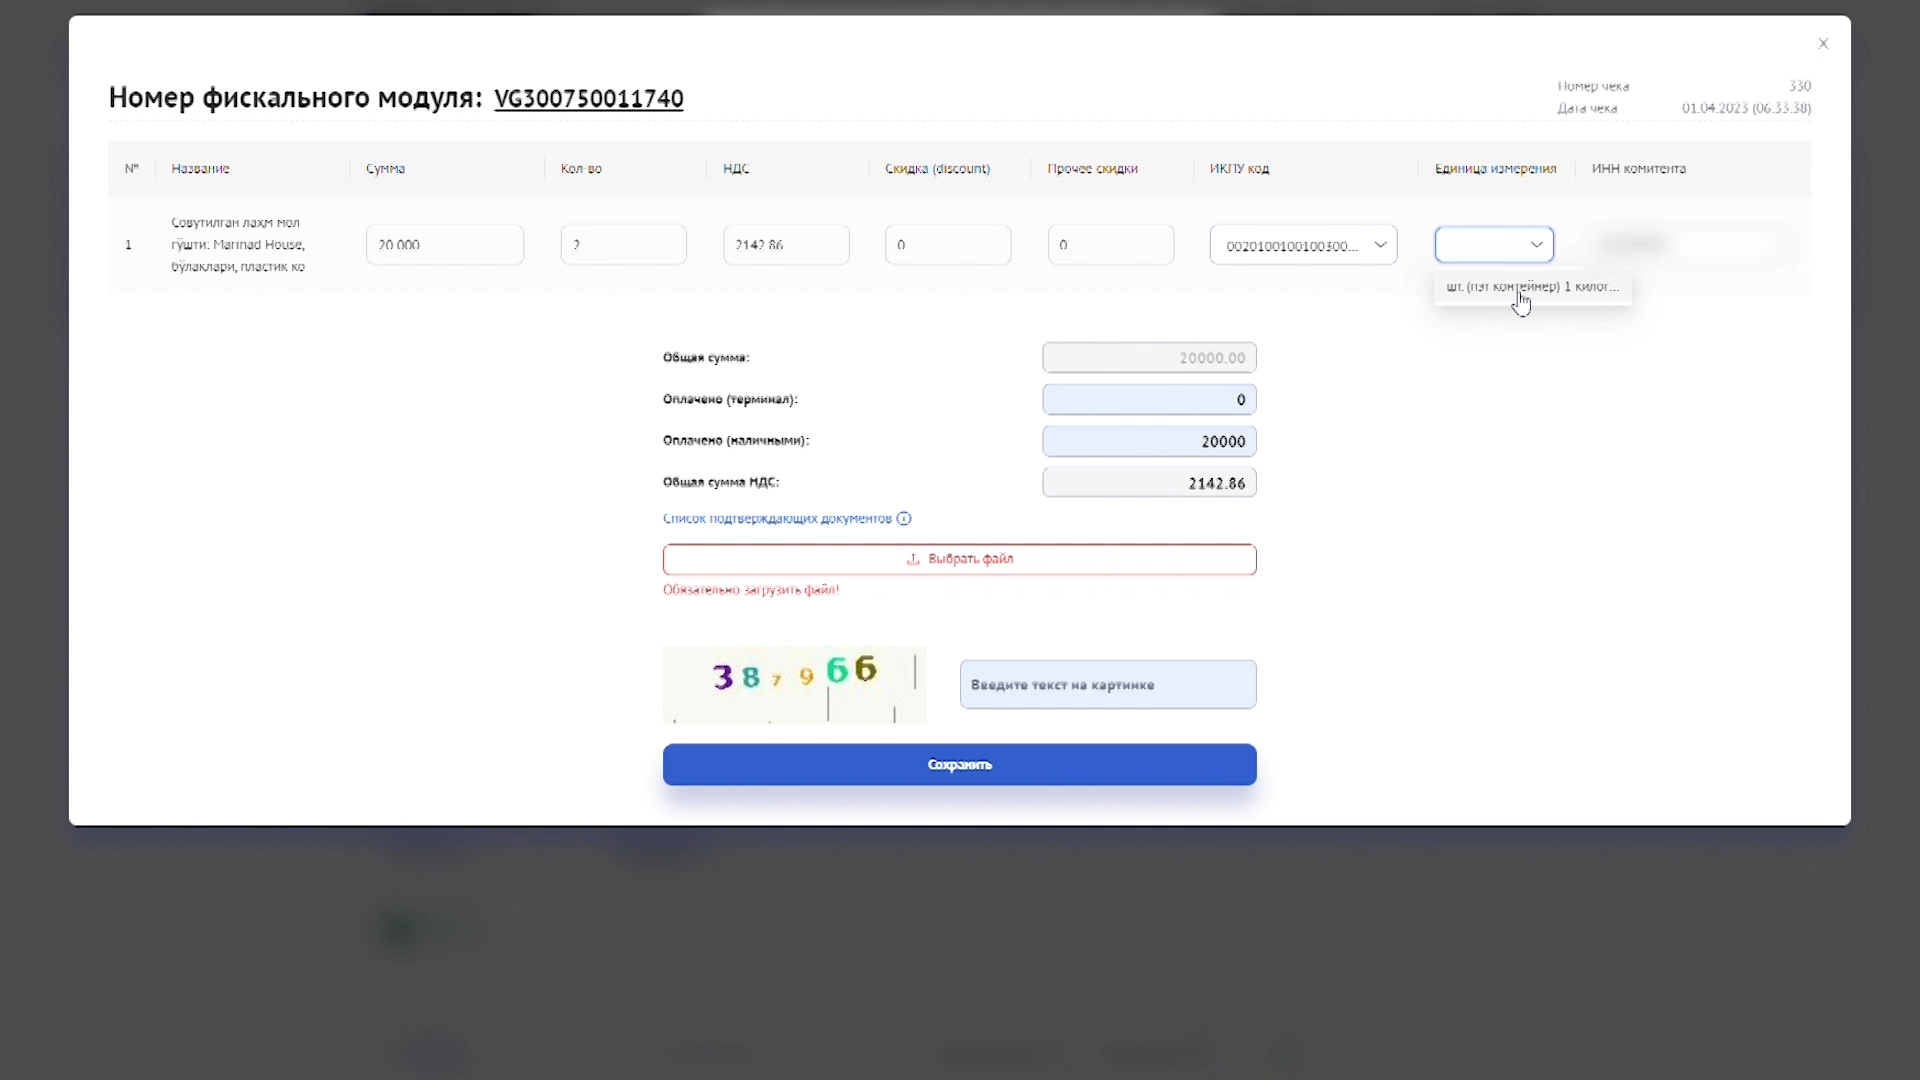 Номер фискального модуля: VG300750011740
Номер чека 330
Дата чека 01.04.2023 (06.33.38)
№ Название Сумма Кол-во НДС Скидка (discount) Прочее скидки ИКПУ код Единица измерения ИНН комитента
Совутилган лаҳм мол
1 гўшти: Marinad House, 20 000 2 2142.86 0 0 0020100100100300...
бўлаклари, пластик ко
шт. (пэт контейнер) 1 килог...
Общая сумма: 20000.00
Оплачено (терминал): 0
Оплачено (наличными): 20000
Общая сумма НДС: 2142.86
Список подтверждающих документов
Выбрать файл
Обязательно загрузить файл!
387966
Введите текст на картинке
Сохранить